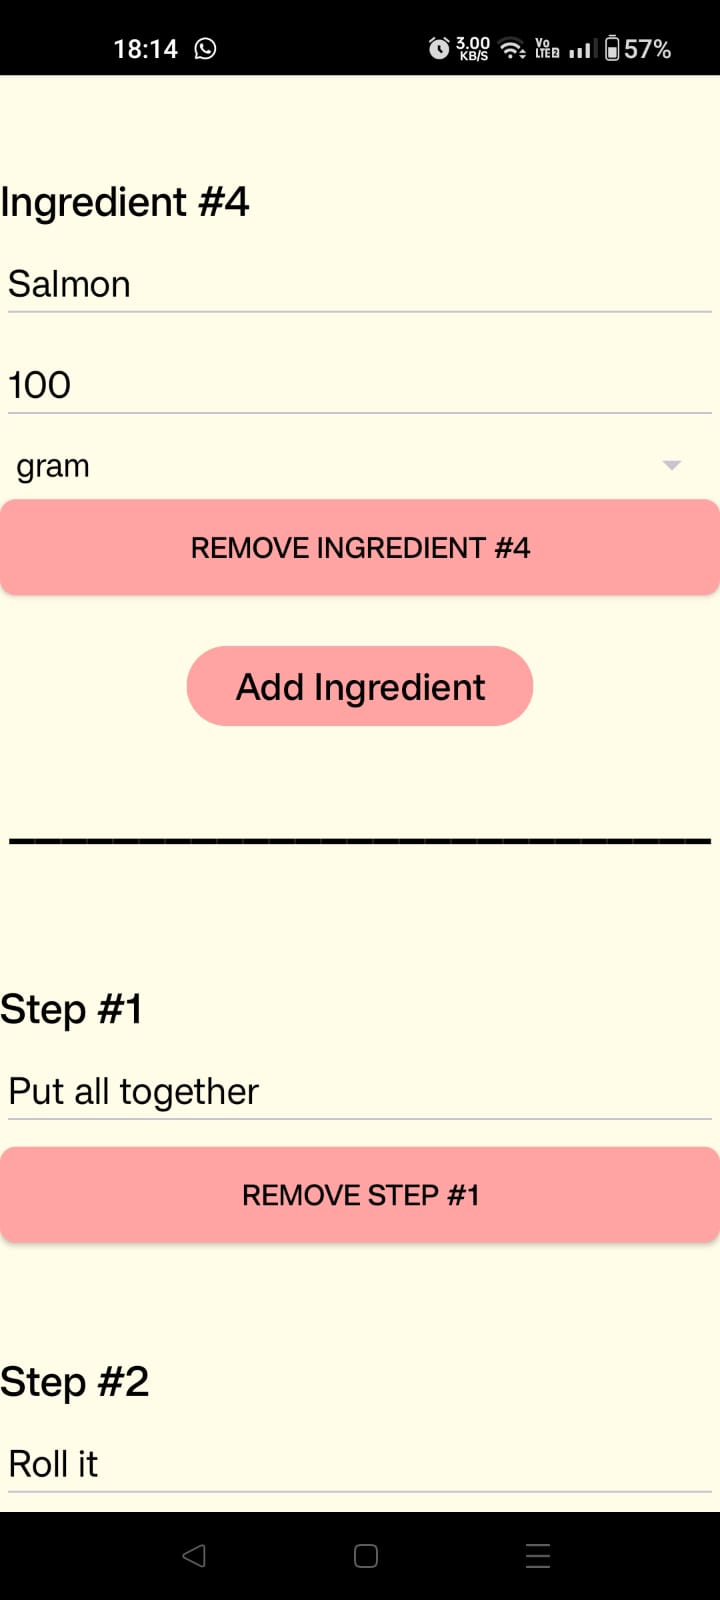 18:14
3.00
KB/S
Vo
LTE2
57%
Ingredient #4
Salmon
100
gram
REMOVE INGREDIENT #4
Add Ingredient
Step #1
Put all together
REMOVE STEP #1
Step #2
Roll it